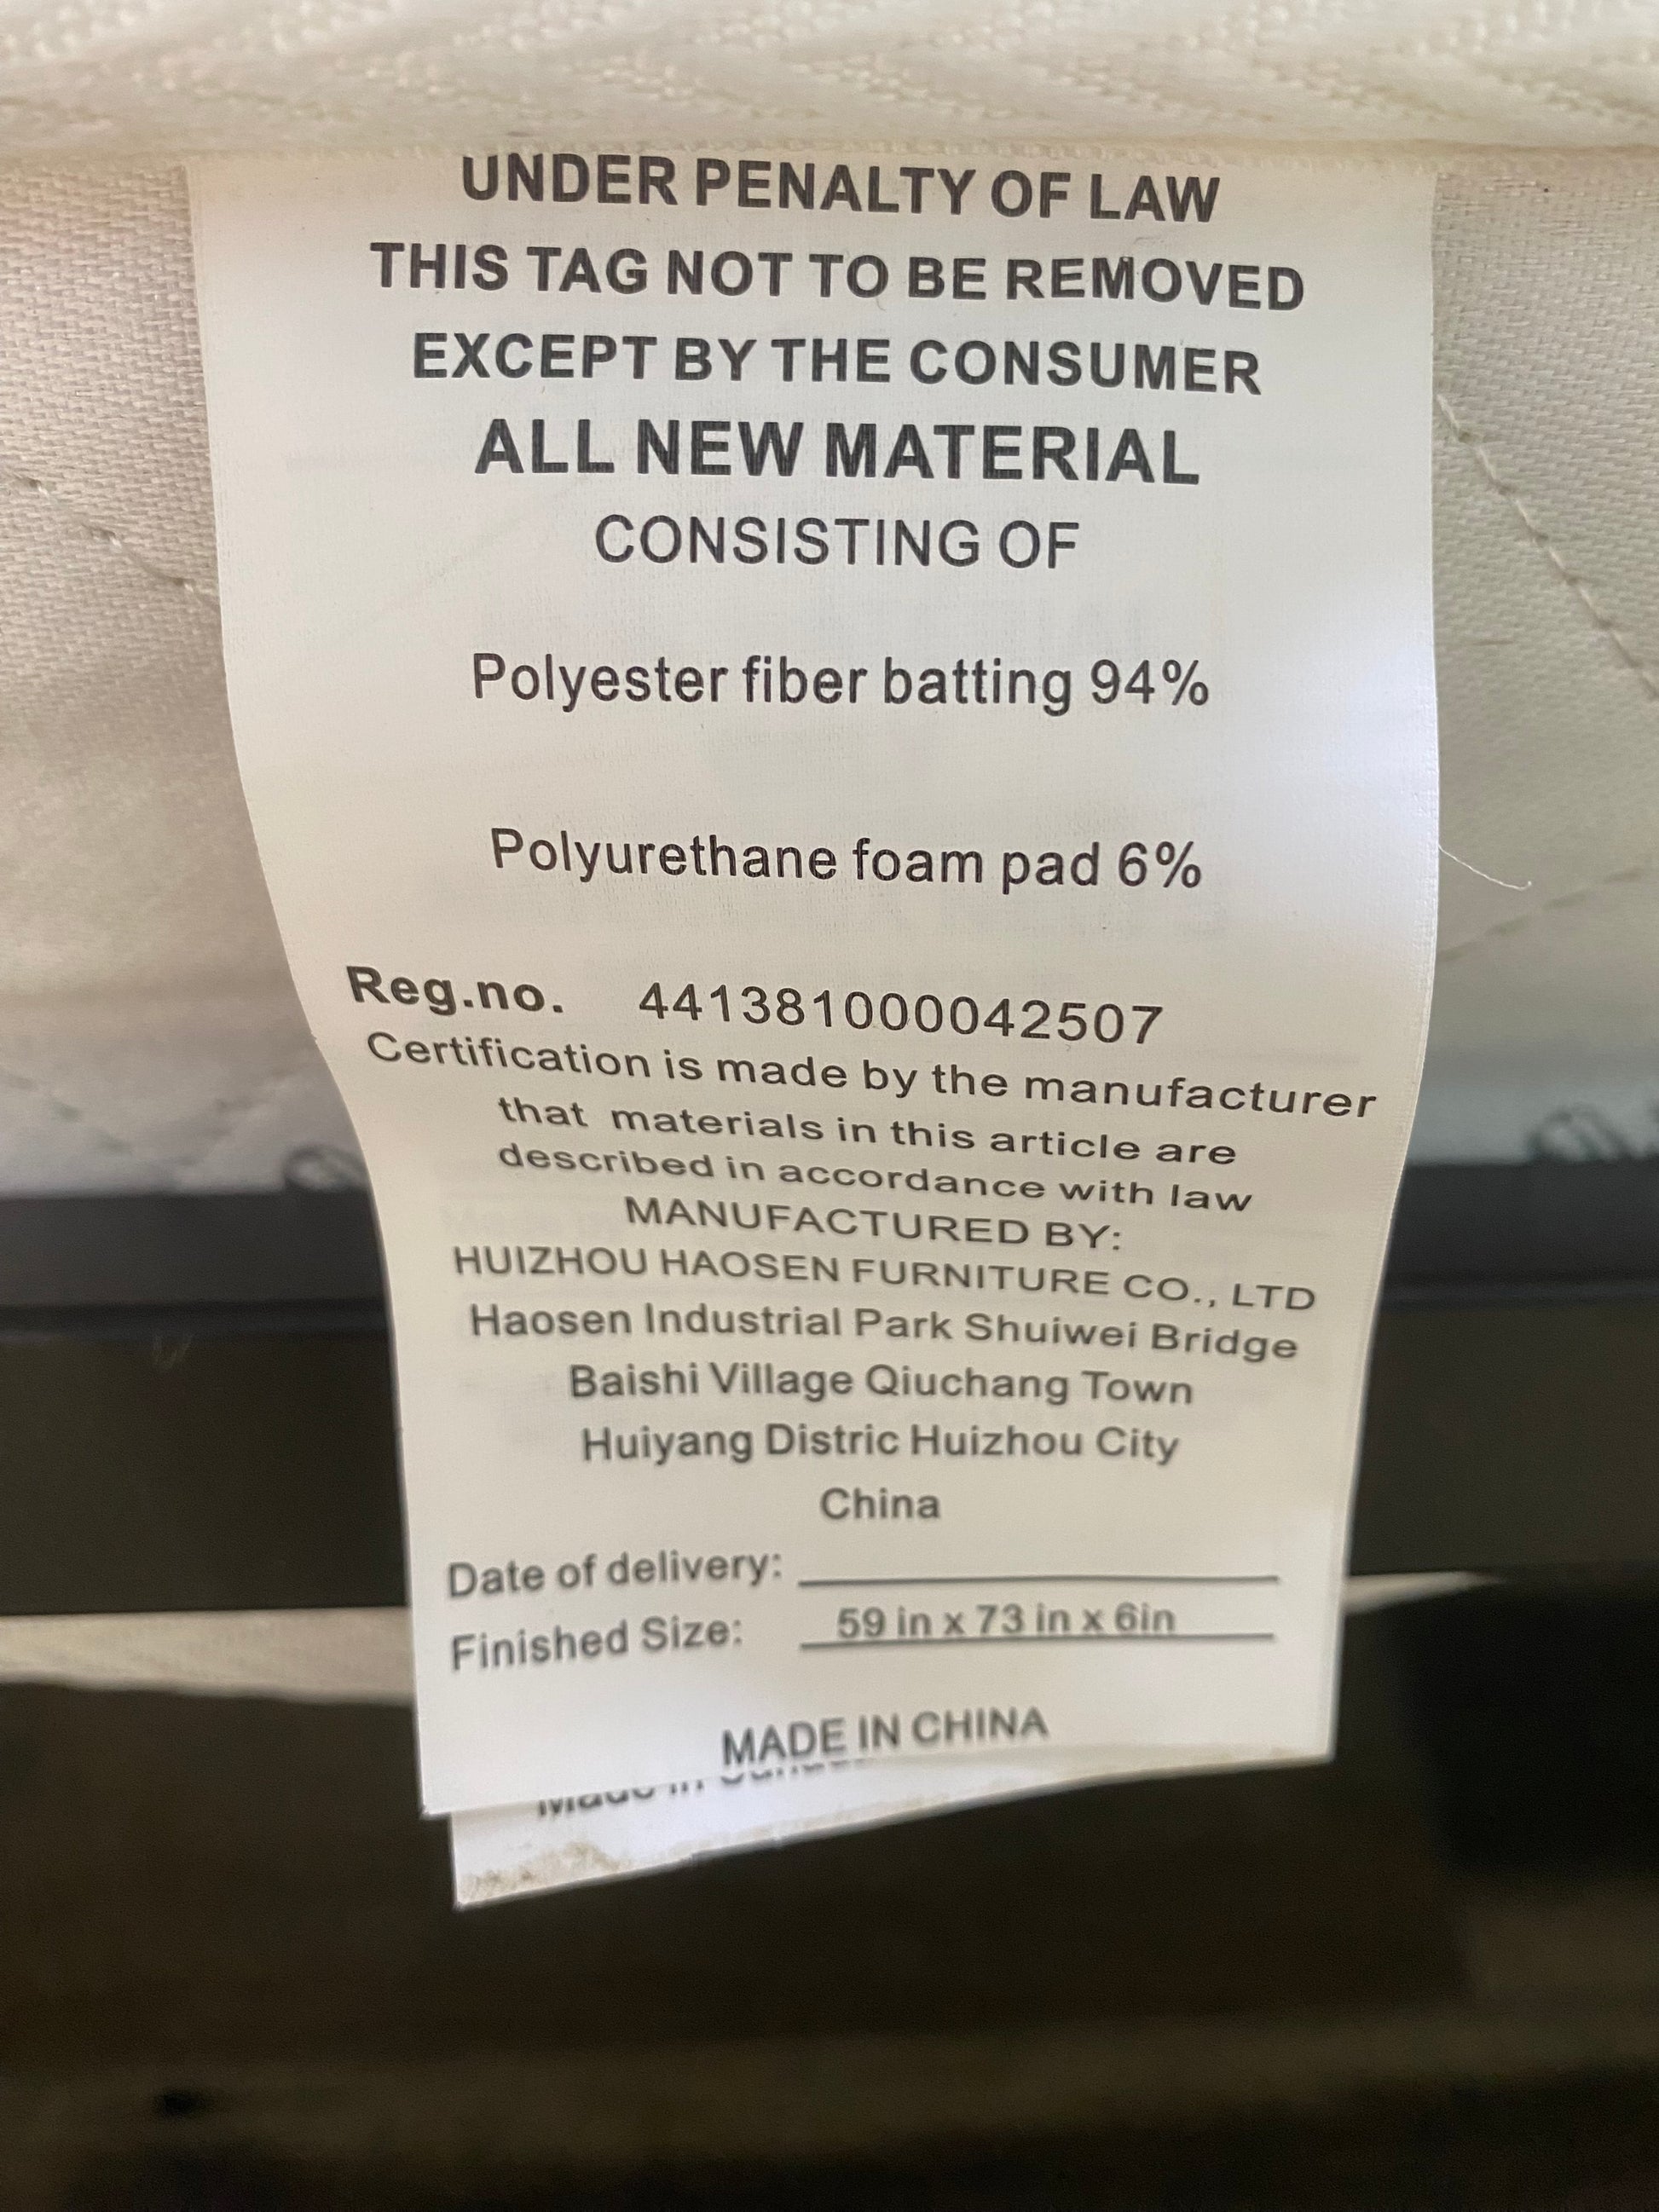 UNDER PENALTY OF LAW
THIS TAG NOT TO BE REMOVED
EXCEPT BY THE CONSUMER
ALL NEW MATERIAL
CONSISTING OF
Polyester fiber batting 94%
Polyurethane foam pad 6%
Reg.no. 441381000042507
Certification is made by the manufacturer
that materials in this article are
described in accordance with law
MANUFACTURED BY:
HUIZHOU HAOSEN FURNITURE CO., LTD
Haosen Industrial Park Shuiwei Bridge
Baishi Village Qiuchang Town
Huiyang Distric Huizhou City
China
Date of delivery:
Finished Size: 59 in x 73 in x 6in
MADE IN CHINA
Made in